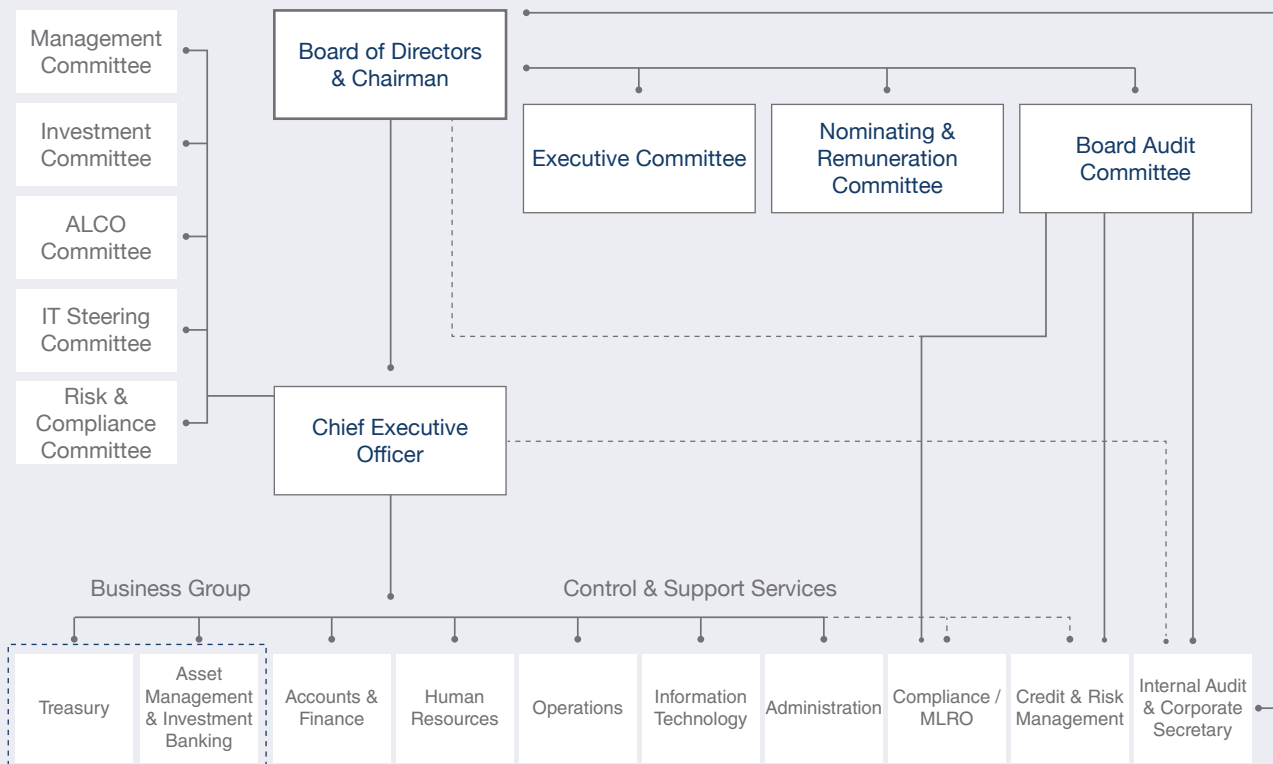 Management
Committee
Investment
Committee
ALCO
Committee
IT Steering
Committee
Risk &
Compliance
Committee
Board of Directors
& Chairman
Executive Committee
Nominating &
Remuneration
Committee
Board Audit
Committee
Chief Executive
Officer
Business Group
Control & Support Services
Treasury
Asset
Management
& Investment
Banking
Accounts &
Finance
Human
Resources
Operations
Information
Technology
Administration
Compliance /
MLRO
Credit & Risk
Management
Internal Audit
& Corporate
Secretary